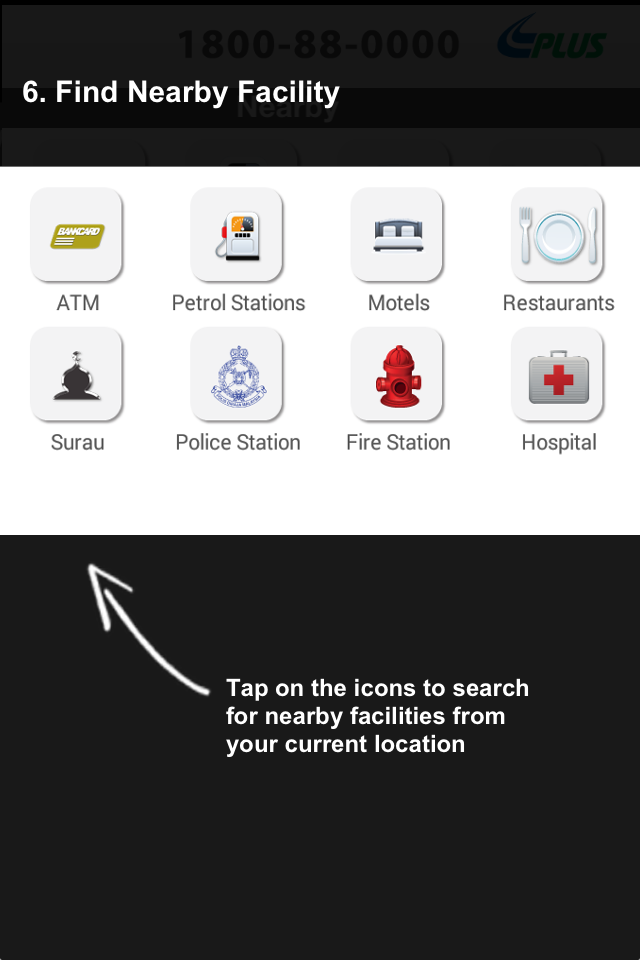 1800-88-0000
PLUS
6. Find Nearby Facility
Nearby
BANKCARD
ATM
Petrol Stations
Motels
Restaurants
Surau
Police Station
Fire Station
Hospital
Tap on the icons to search
for nearby facilities from
your current location